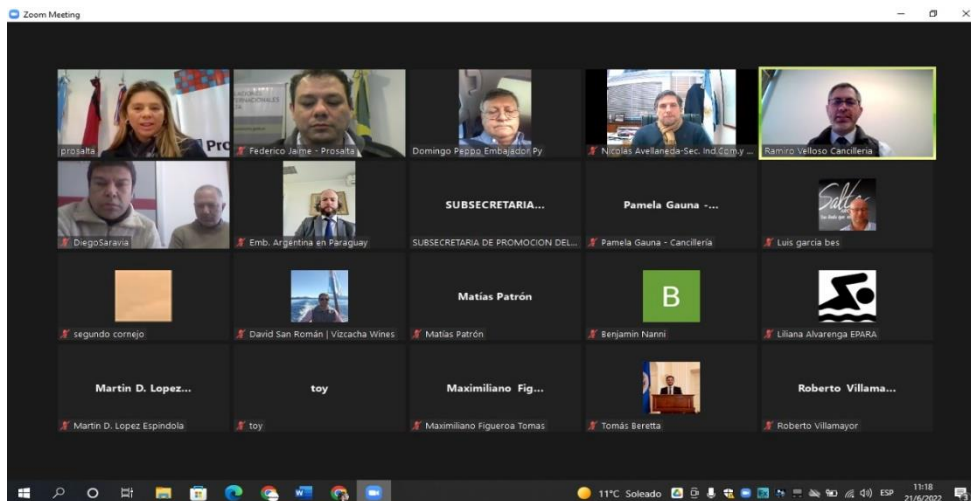 Zoom Meeting
Pro
prosalta
Federico Jaime - Prosalta
Domingo Peppo Embajador Py
Nicolás Avellaneda-Sec. Ind.Com.y ...
Ramiro Velloso Cancilleria
SUBSECRETARIA...
Pamela Gauna -...
Salta
DiegoSaravia
Emb. Argentina en Paraguay
SUBSECRETARIA DE PROMOCION DEL...
Pamela Gauna - Cancillería
Luis garcia bes
Matías Patrón
B
segundo cornejo
David San Román | Vizcacha Wines
Matías Patrón
Benjamin Nanni
Liliana Alvarenga EPARA
Martin D. Lopez...
toy
Maximiliano Fig...
Roberto Villama...
Martin D. Lopez Espindola
toy
Maximiliano Figueroa Tomas
Tomás Beretta
Roberto Villamayor
11°C Soleado
ESP
11:18
21/6/2022